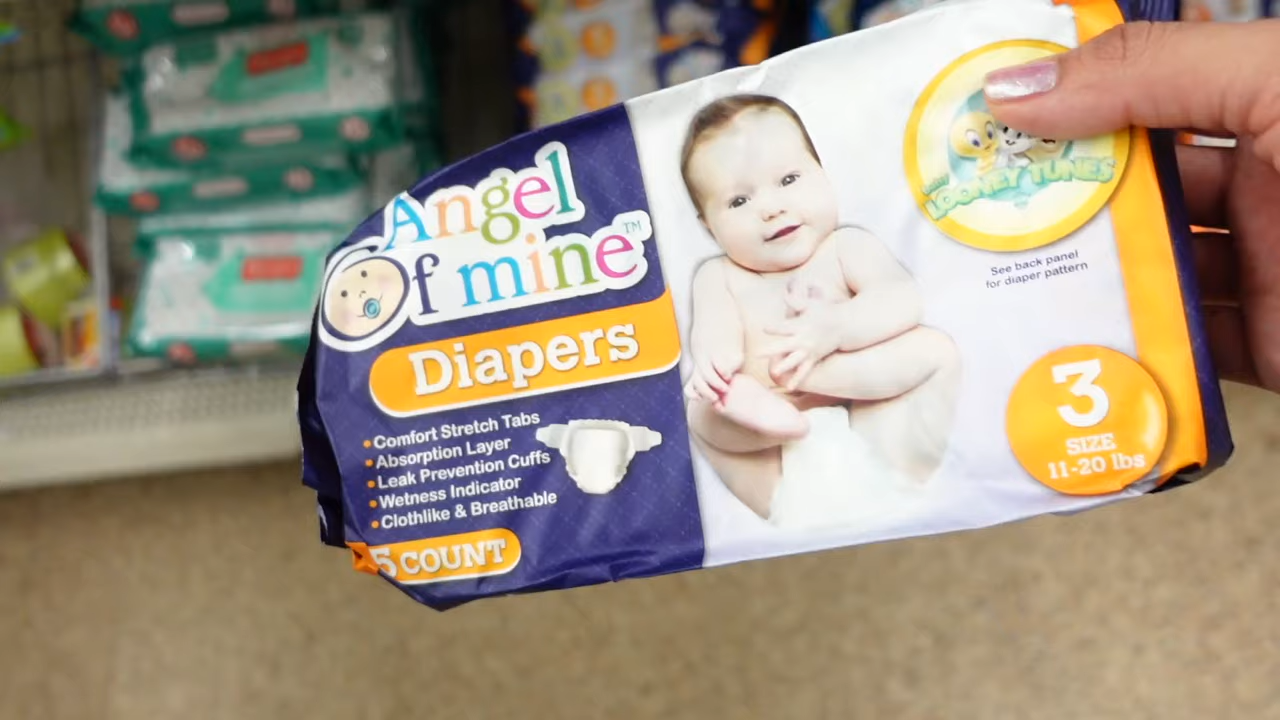 Angel
Of mine™
Diapers
• Comfort Stretch Tabs
• Absorption Layer
• Leak Prevention Cuffs
• Wetness Indicator
• Clothlike & Breathable
5 COUNT
LOONEY TUNES
See back panel
for diaper pattern
3
SIZE
11-20 lbs